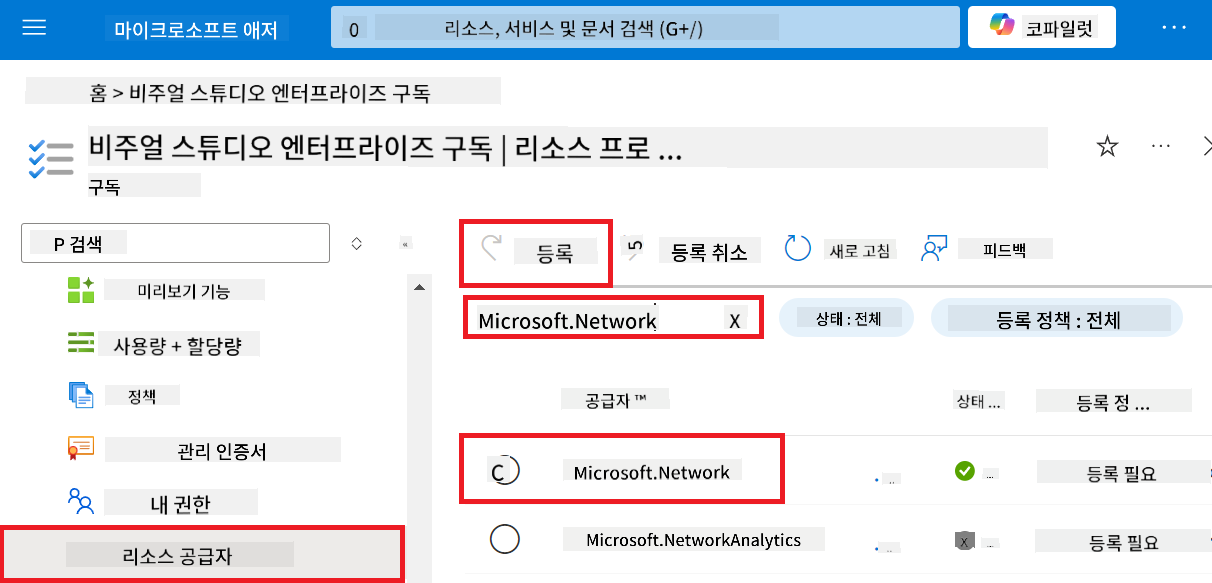 마이크로소프트 애저
0 리소스, 서비스 및 문서 검색 (G+/)
코파일럿
...
홈 > 비주얼 스튜디오 엔터프라이즈 구독
비주얼 스튜디오 엔터프라이즈 구독 | 리소스 프로 ...
구독
P 검색
«
등록
5
등록 취소
새로 고침
피드백
미리보기 기능
사용량 + 할당량
정책
관리 인증서
내 권한
리소스 공급자
Microsoft.Network X
상태 : 전체
등록 정책 : 전체
공급자 ™
상태 ...
등록 정 ...
C Microsoft.Network
...
등록 필요
Microsoft.NetworkAnalytics
x ...
등록 필요